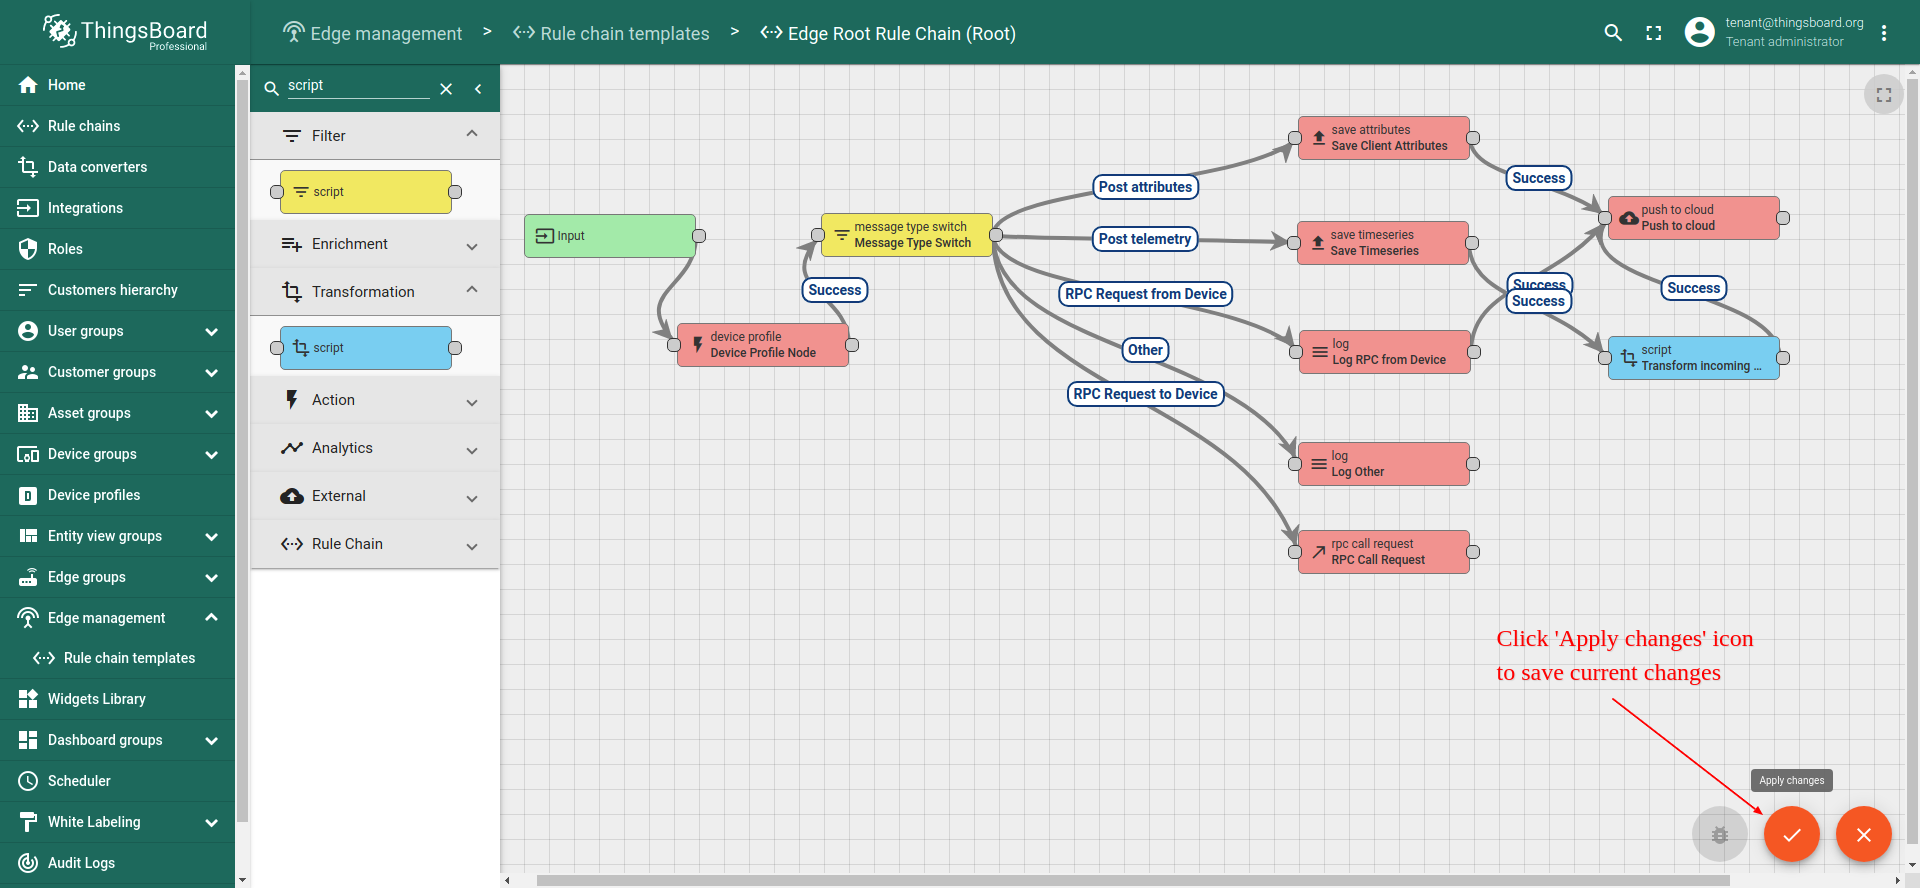 ThingsBoard
Professional
Edge management > Rule chain templates > Edge Root Rule Chain (Root)
tenant@thingsboard.org
Tenant administrator
Home
Rule chains
Data converters
Integrations
Roles
Customers hierarchy
User groups
Customer groups
Asset groups
Device groups
Device profiles
Entity view groups
Edge groups
Edge management
Rule chain templates
Widgets Library
Dashboard groups
Scheduler
White Labeling
Audit Logs
script
Filter
script
Enrichment
Transformation
script
Action
Analytics
External
Rule Chain
Input
device profile
Device Profile Node
Success
message type switch
Message Type Switch
Post attributes
Post telemetry
RPC Request from Device
Other
RPC Request to Device
save attributes
Save Client Attributes
save timeseries
Save Timeseries
log
Log RPC from Device
log
Log Other
rpc call request
RPC Call Request
Success
Success
Success
push to cloud
Push to cloud
Success
script
Transform incoming ...
Click 'Apply changes' icon
to save current changes
Apply changes